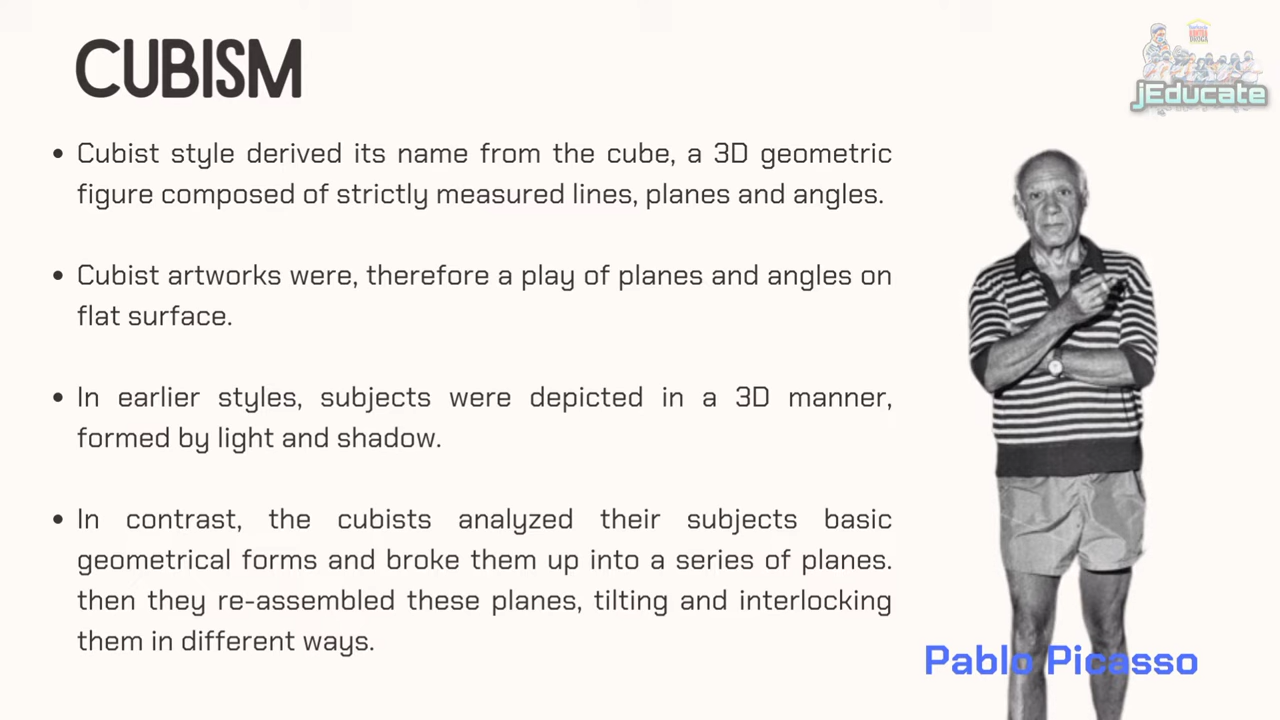 CUBISM
jEducate
• Cubist style derived its name from the cube, a 3D geometric
figure composed of strictly measured lines, planes and angles.
• Cubist artworks were, therefore a play of planes and angles on
flat surface.
• In earlier styles, subjects were depicted in a 3D manner,
formed by light and shadow.
• In contrast, the cubists analyzed their subjects basic
geometrical forms and broke them up into a series of planes.
then they re-assembled these planes, tilting and interlocking
them in different ways.
Pablo Picasso